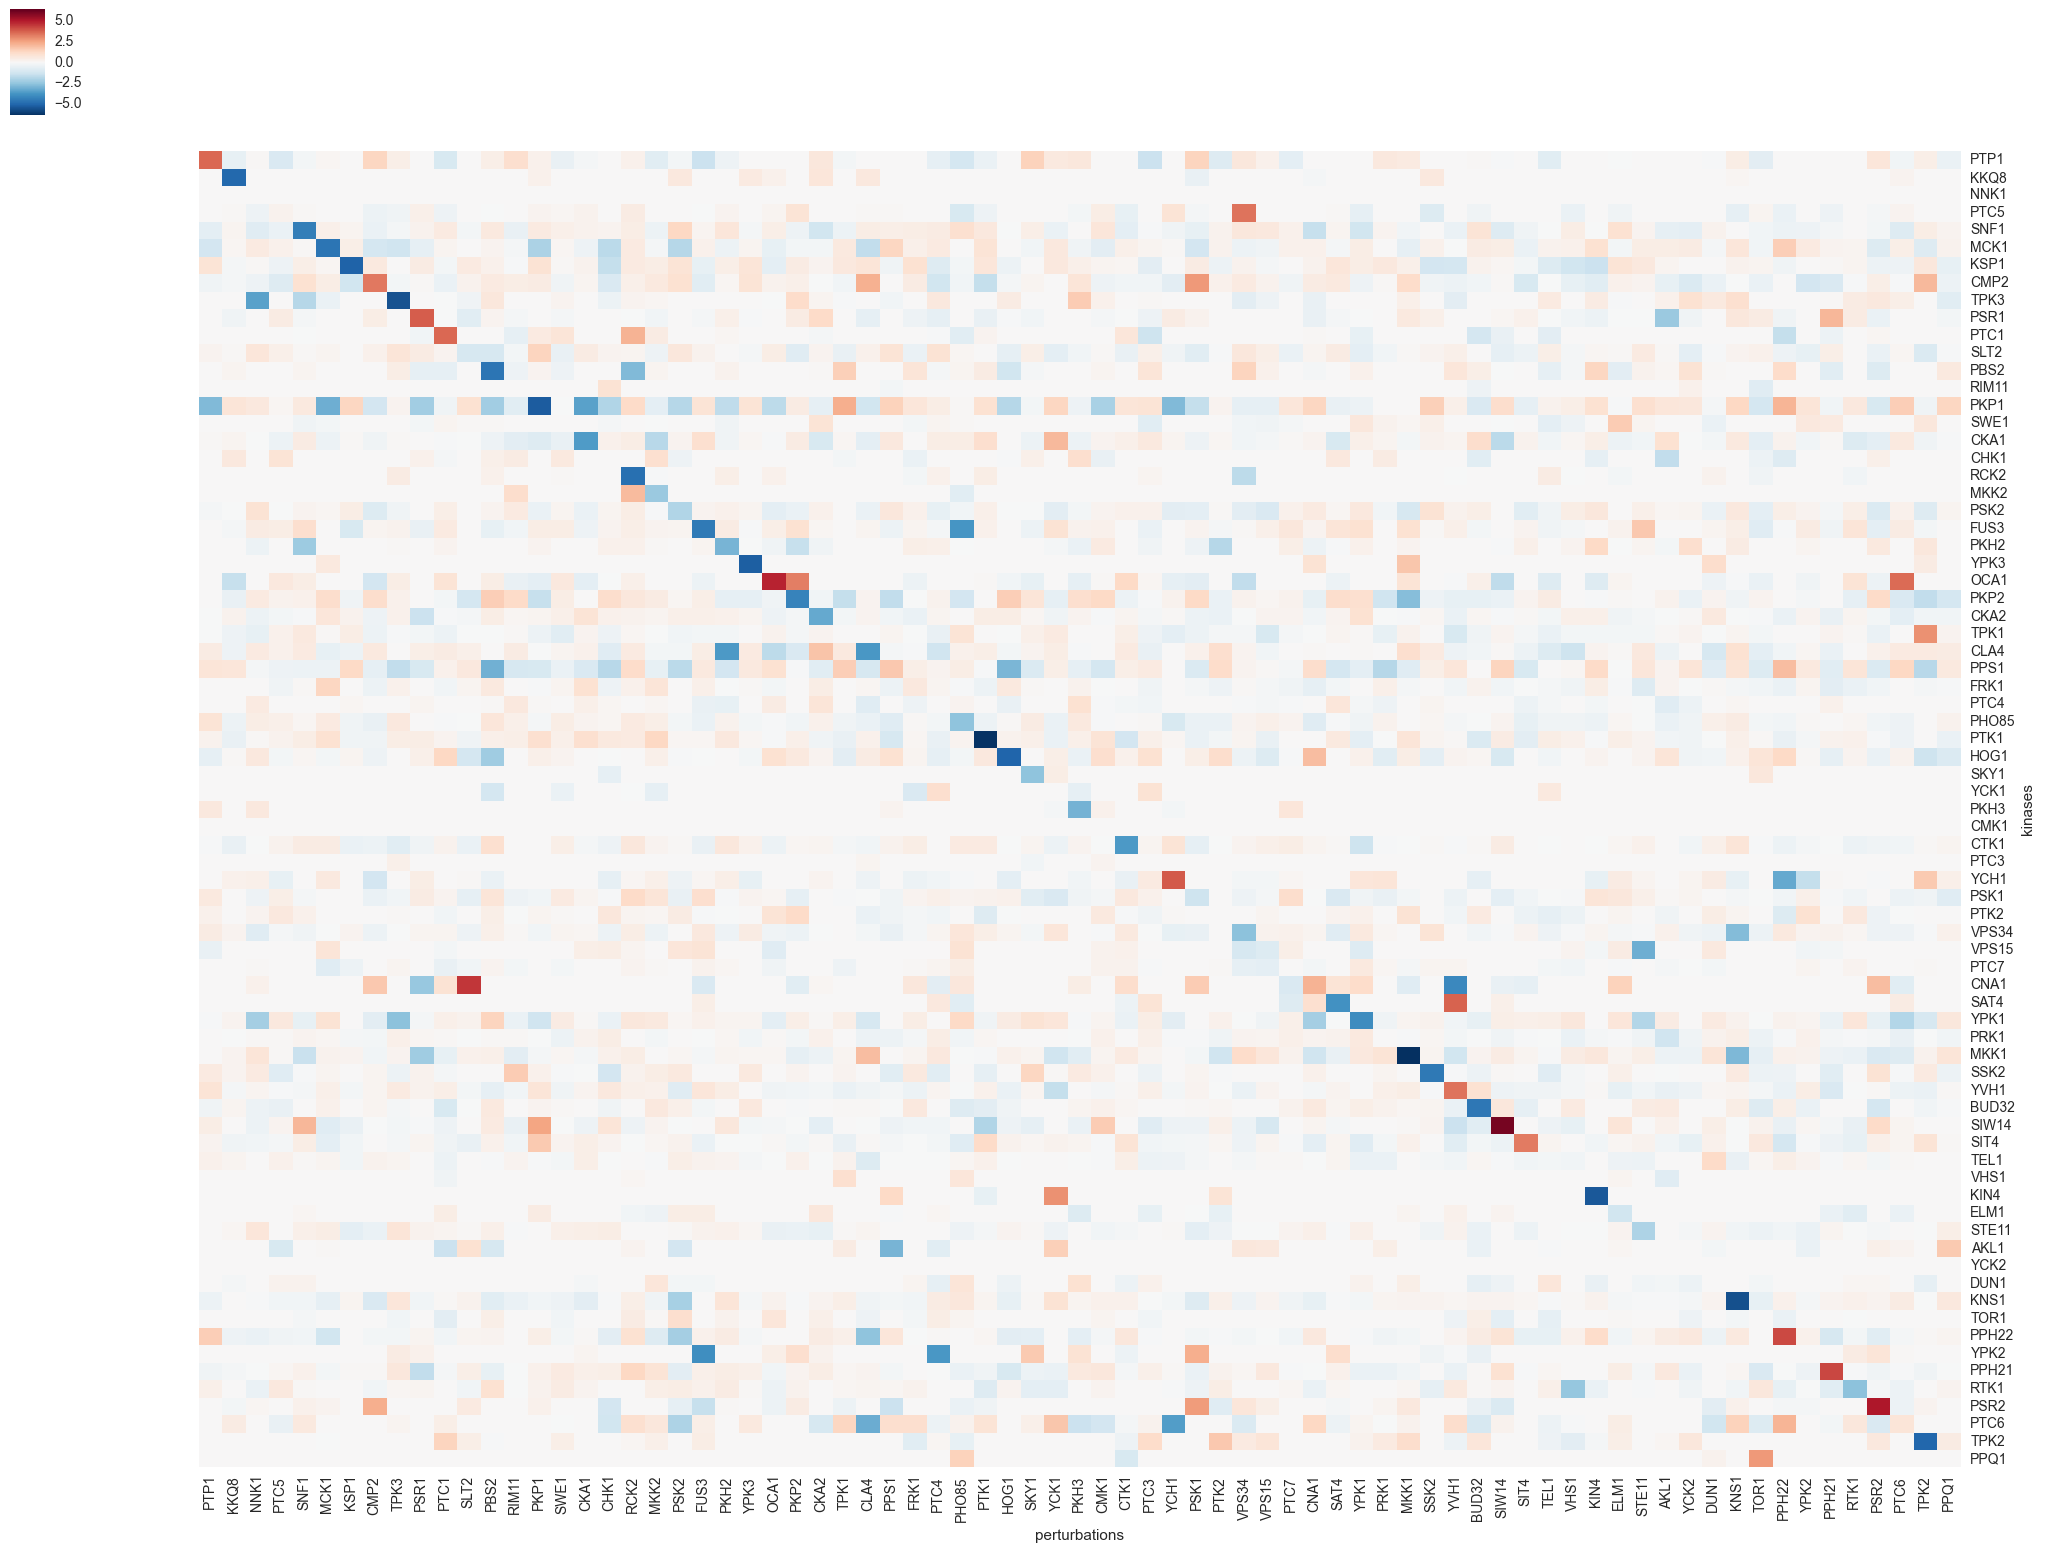 5.0
2.5
0.0
−2.5
−5.0
PTP1
KKQ8
NNK1
PTC5
SNF1
MCK1
KSP1
CMP2
TPK3
PSR1
PTC1
SLT2
PBS2
RIM11
PKP1
SWE1
CKA1
CHK1
RCK2
MKK2
PSK2
FUS3
PKH2
YPK3
OCA1
PKP2
CKA2
TPK1
CLA4
PPS1
FRK1
PTC4
PHO85
PTK1
HOG1
SKY1
YCK1
PKH3
CMK1
CTK1
PTC3
YCH1
PSK1
PTK2
VPS34
VPS15
PTC7
CNA1
SAT4
YPK1
PRK1
MKK1
SSK2
YVH1
BUD32
SIW14
SIT4
TEL1
VHS1
KIN4
ELM1
STE11
AKL1
YCK2
DUN1
KNS1
TOR1
PPH22
YPK2
PPH21
RTK1
PSR2
PTC6
TPK2
PPQ1
kinases
PTP1
KKQ8
NNK1
PTC5
SNF1
MCK1
KSP1
CMP2
TPK3
PSR1
PTC1
SLT2
PBS2
RIM11
PKP1
SWE1
CKA1
CHK1
RCK2
MKK2
PSK2
FUS3
PKH2
YPK3
OCA1
PKP2
CKA2
TPK1
CLA4
PPS1
FRK1
PTC4
PHO85
PTK1
HOG1
SKY1
YCK1
PKH3
CMK1
CTK1
PTC3
YCH1
PSK1
PTK2
VPS34
VPS15
PTC7
CNA1
SAT4
YPK1
PRK1
MKK1
SSK2
YVH1
BUD32
SIW14
SIT4
TEL1
VHS1
KIN4
ELM1
STE11
AKL1
YCK2
DUN1
KNS1
TOR1
PPH22
YPK2
PPH21
RTK1
PSR2
PTC6
TPK2
PPQ1
perturbations